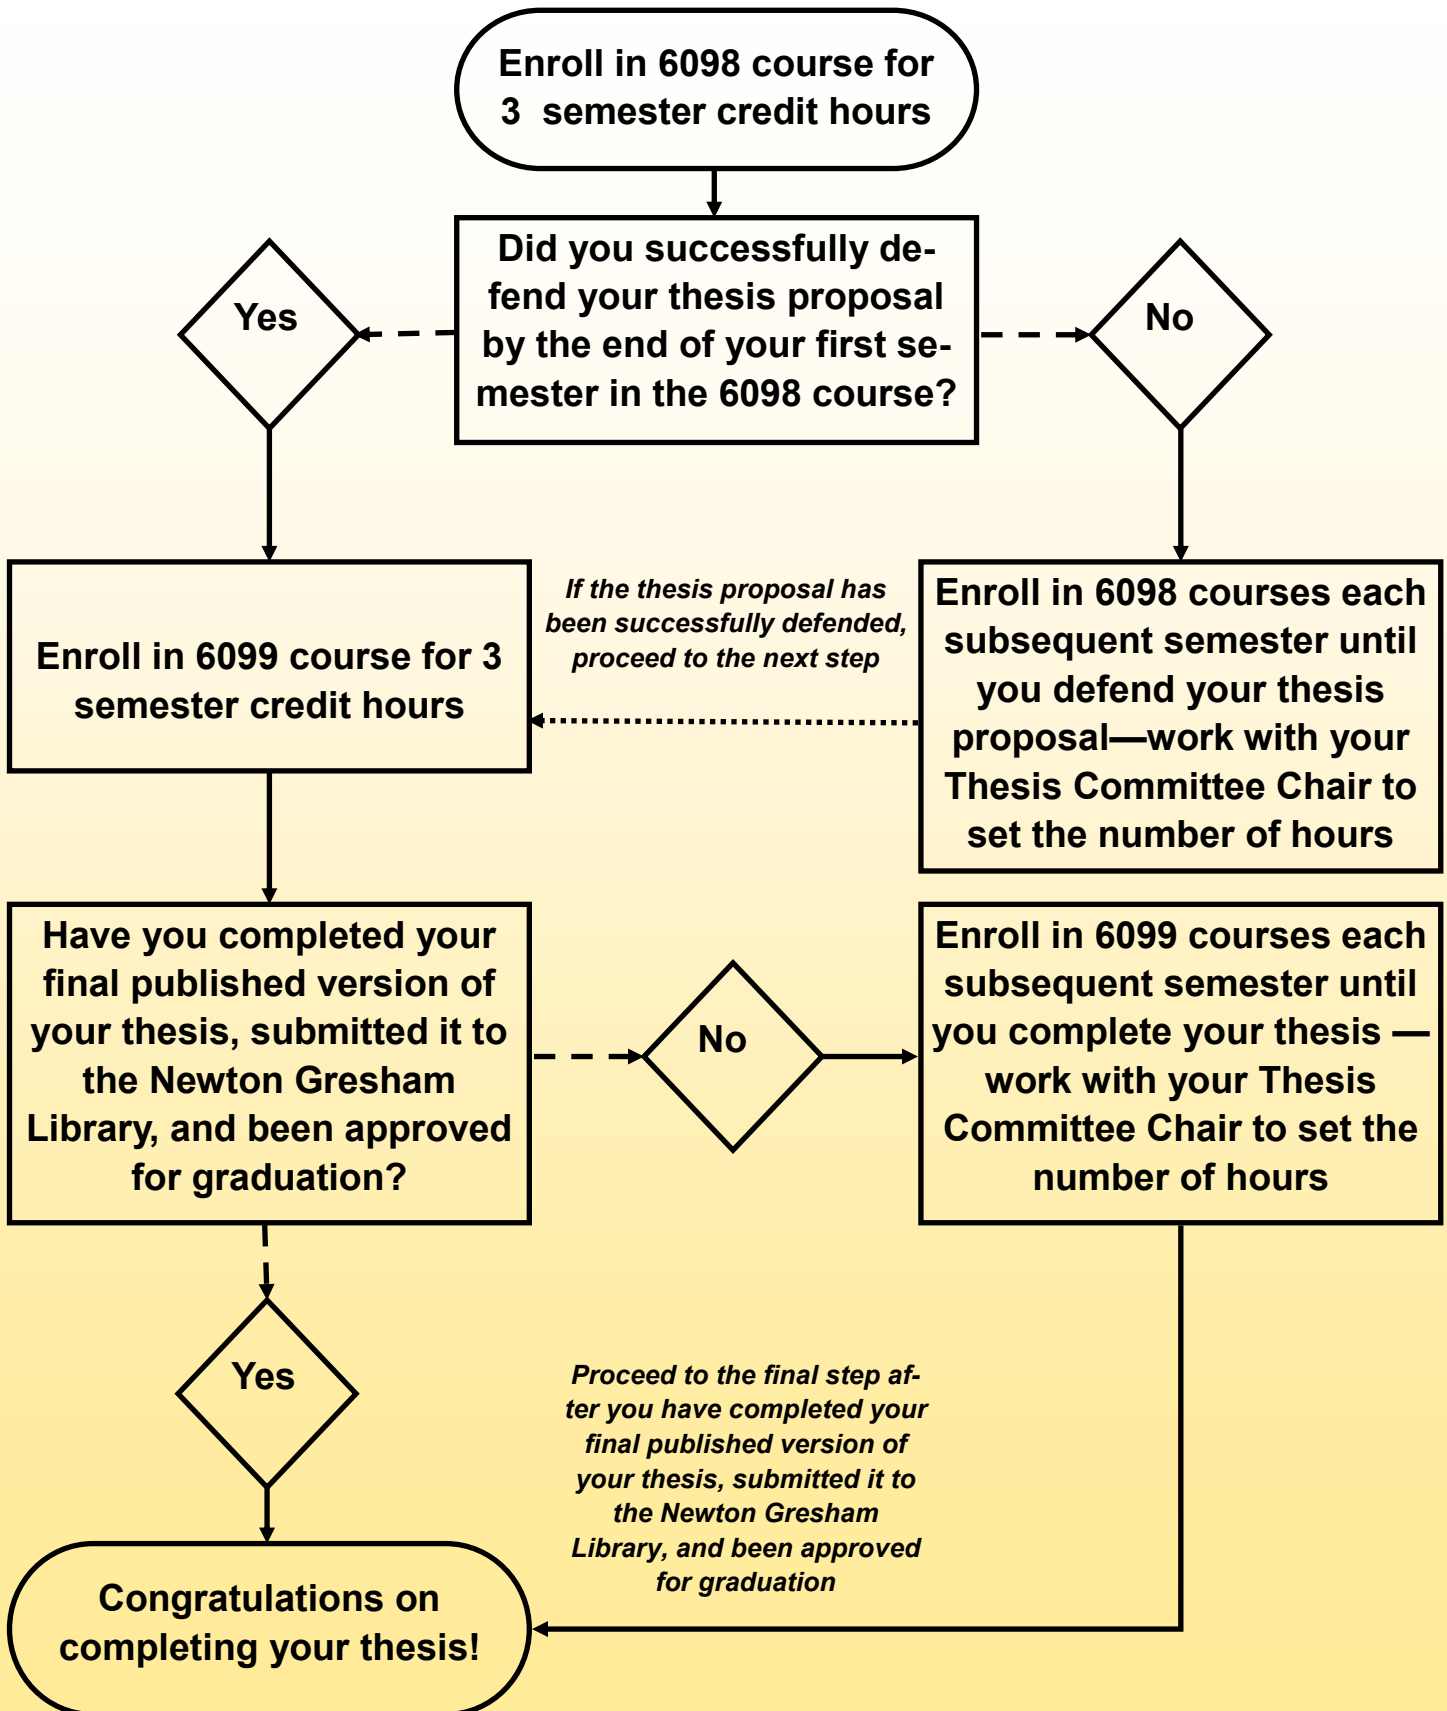 Enroll in 6098 course for
3 semester credit hours
Did you successfully de-
fend your thesis proposal
by the end of your first se-
mester in the 6098 course?
Yes
No
Enroll in 6099 course for 3
semester credit hours
If the thesis proposal has
been successfully defended,
proceed to the next step
Enroll in 6098 courses each
subsequent semester until
you defend your thesis
proposal—work with your
Thesis Committee Chair to
set the number of hours
Have you completed your
final published version of
your thesis, submitted it to
the Newton Gresham
Library, and been approved
for graduation?
No
Enroll in 6099 courses each
subsequent semester until
you complete your thesis —
work with your Thesis
Committee Chair to set the
number of hours
Yes
Proceed to the final step af-
ter you have completed your
final published version of
your thesis, submitted it to
the Newton Gresham
Library, and been approved
for graduation
Congratulations on
completing your thesis!